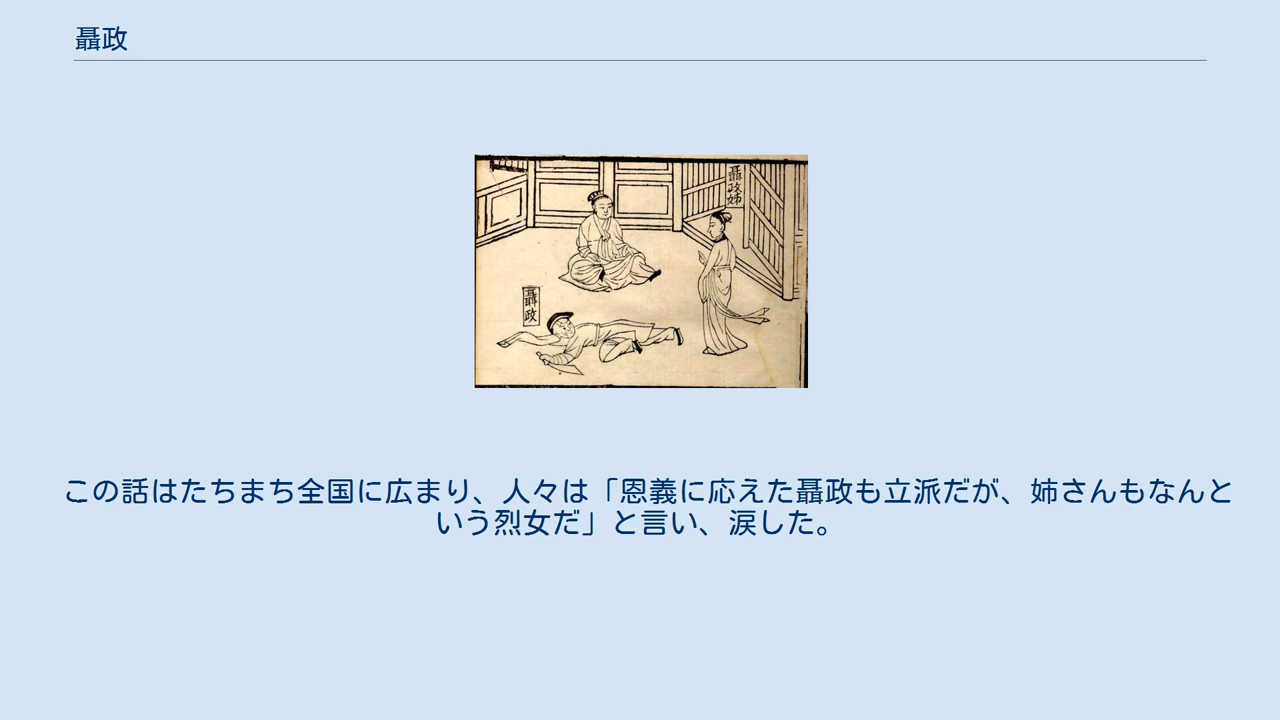 聶政
聶政姉
聶政
この話はたちまち全国に広まり、人々は「恩義に応えた聶政も立派だが、姉さんもなんと
いう烈女だ」と言い、涙した。